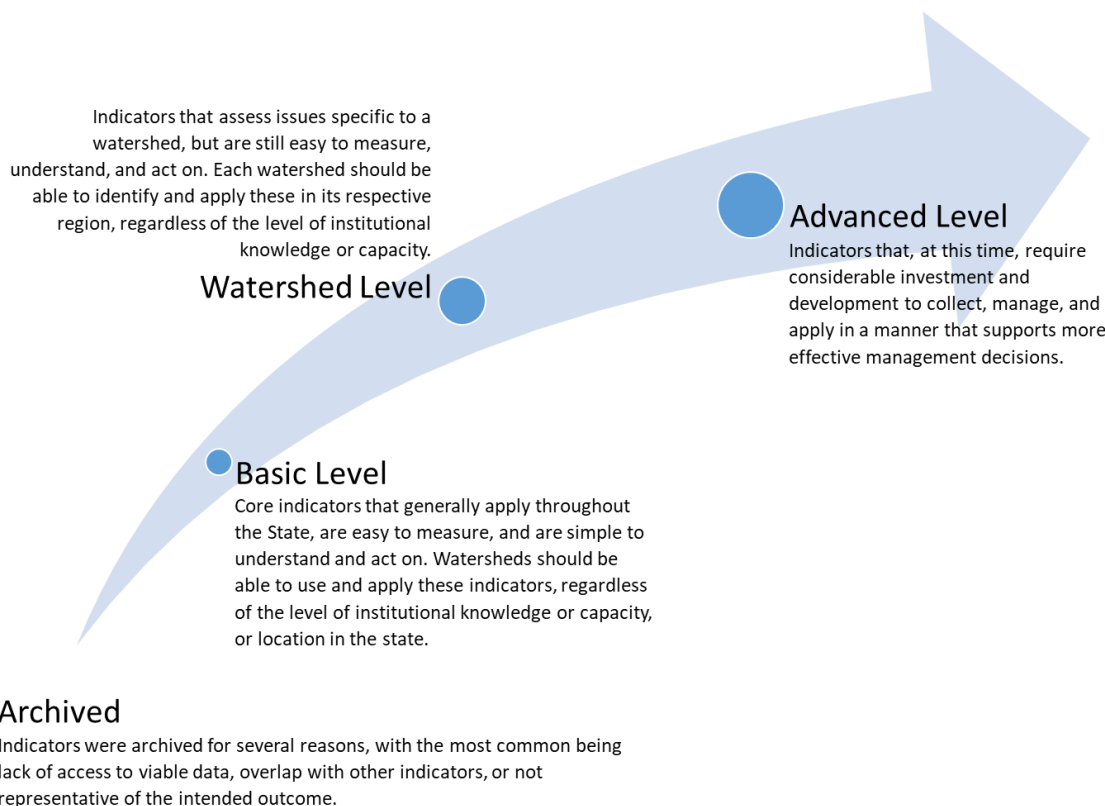 Indicators that assess issues specific to a
watershed, but are still easy to measure,
understand, and act on. Each watershed should be
able to identify and apply these in its respective
region, regardless of the level of institutional
knowledge or capacity.
Watershed Level
Advanced Level
Indicators that, at this time, require
considerable investment and
development to collect, manage, and
apply in a manner that supports more
effective management decisions.
Basic Level
Core indicators that generally apply throughout
the State, are easy to measure, and are simple to
understand and act on. Watersheds should be
able to use and apply these indicators, regardless
of the level of institutional knowledge or capacity,
or location in the state.
Archived
Indicators were archived for several reasons, with the most common being
lack of access to viable data, overlap with other indicators, or not
representative of the intended outcome.